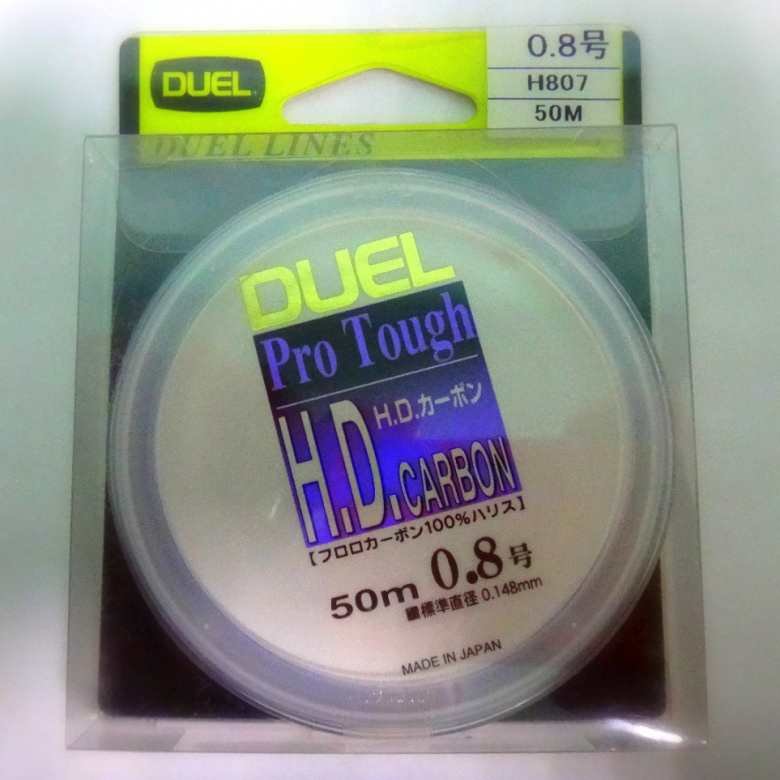 DUEL
0.8号
H807
50M
DUEL LINES
DUEL
Pro Tough
H.D.カーボン
H.D.CARBON
【フロロカーボン100%ハリス】
50m 0.8号
■標準直径 0.148mm
MADE IN JAPAN